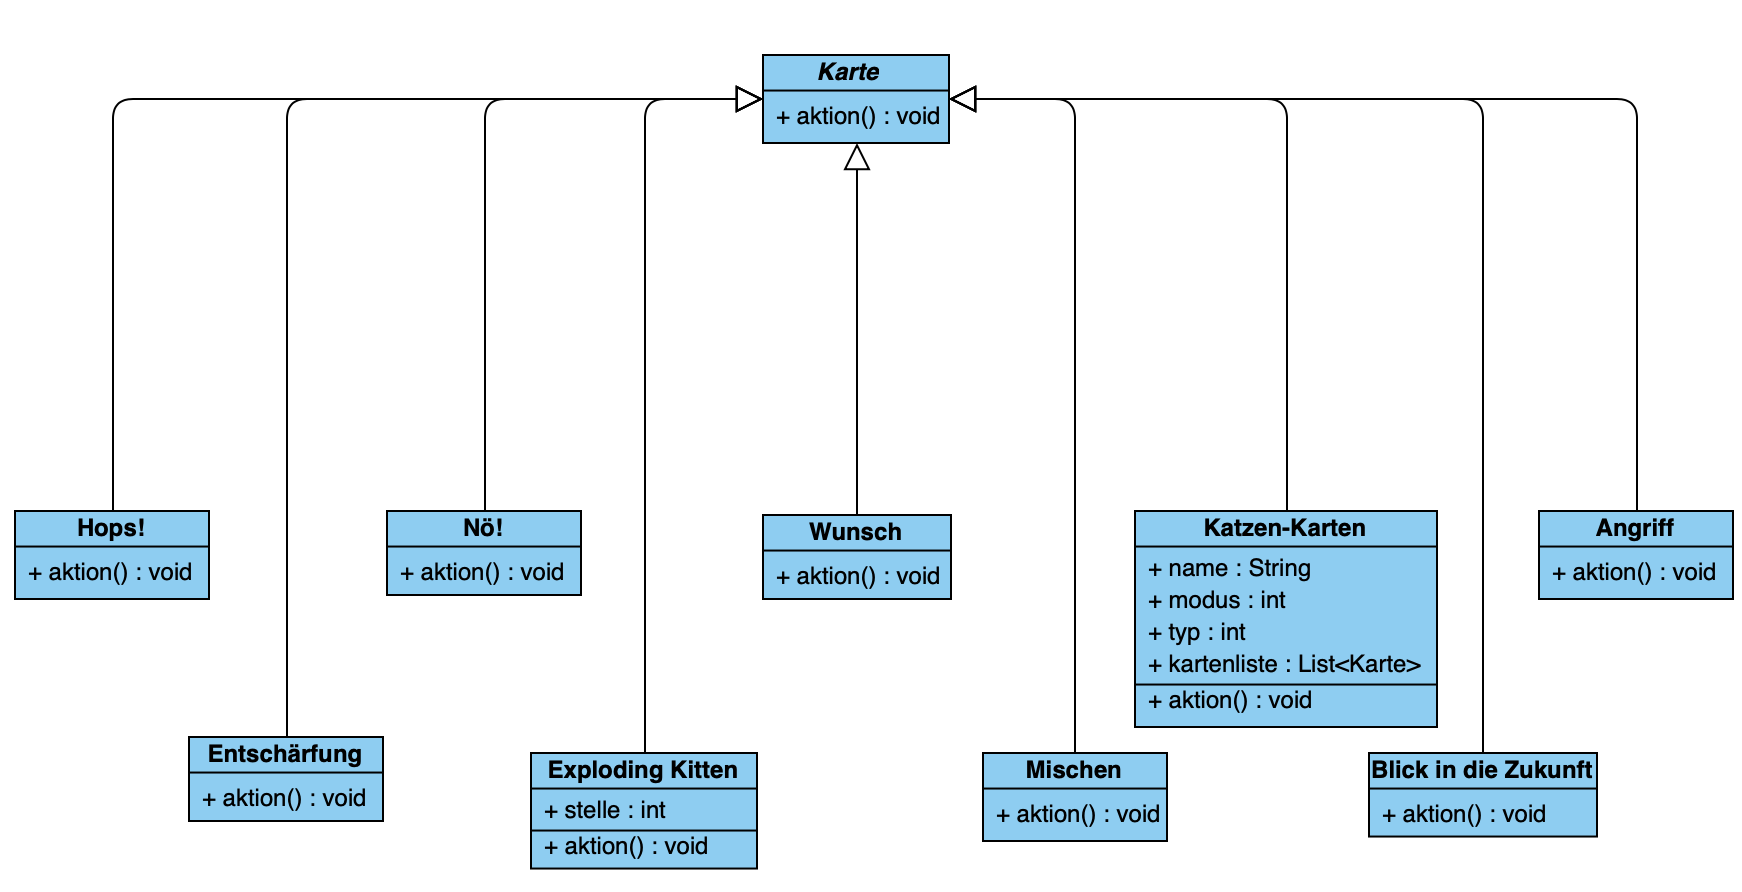 Karte
+ aktion() : void
Hops!
+ aktion() : void
Nö!
+ aktion() : void
Wunsch
+ aktion() : void
Katzen-Karten
+ name : String
+ modus : int
+ typ : int
+ kartenliste : List<Karte>
+ aktion() : void
Angriff
+ aktion() : void
Entschärfung
+ aktion() : void
Exploding Kitten
+ stelle : int
+ aktion() : void
Mischen
+ aktion() : void
Blick in die Zukunft
+ aktion() : void